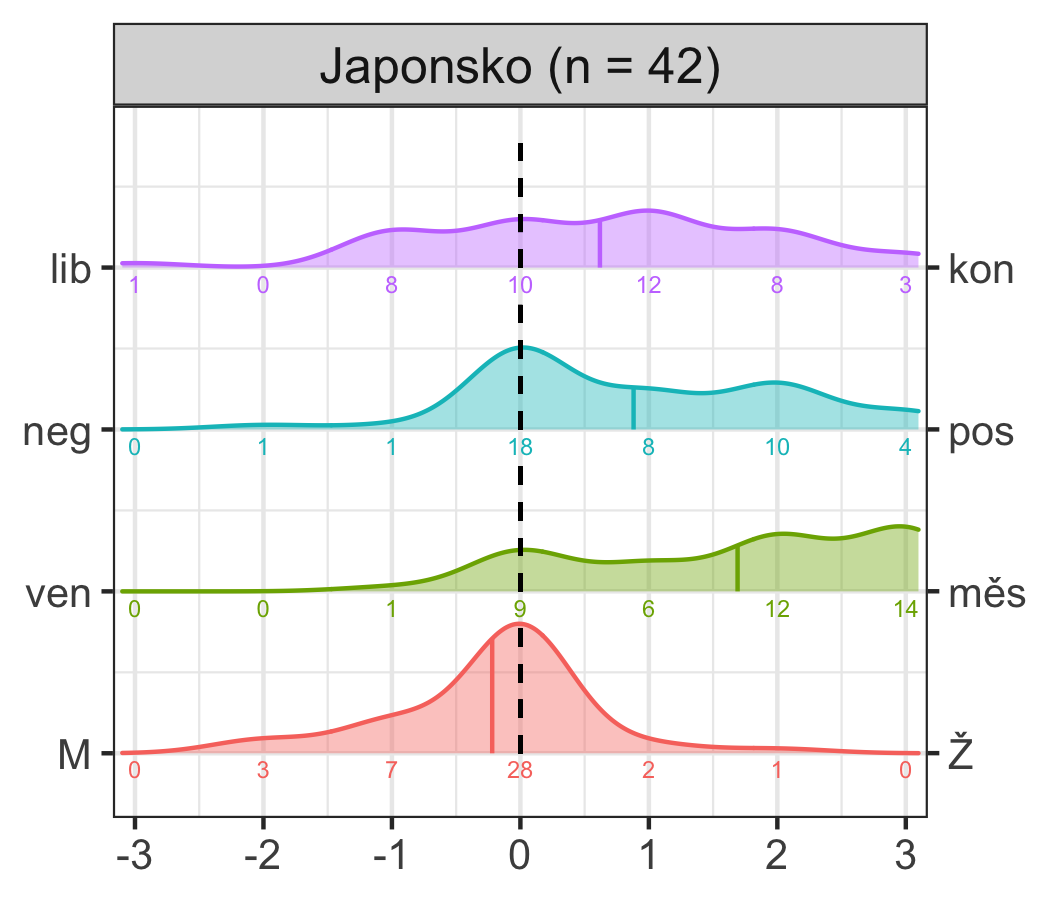 Japonsko (n = 42)
lib kon
1 0 8 10 12 8 3
neg pos
0 1 1 18 8 10 4
ven měs
0 0 1 9 6 12 14
M Ž
0 3 7 28 2 1 0
-3 -2 -1 0 1 2 3